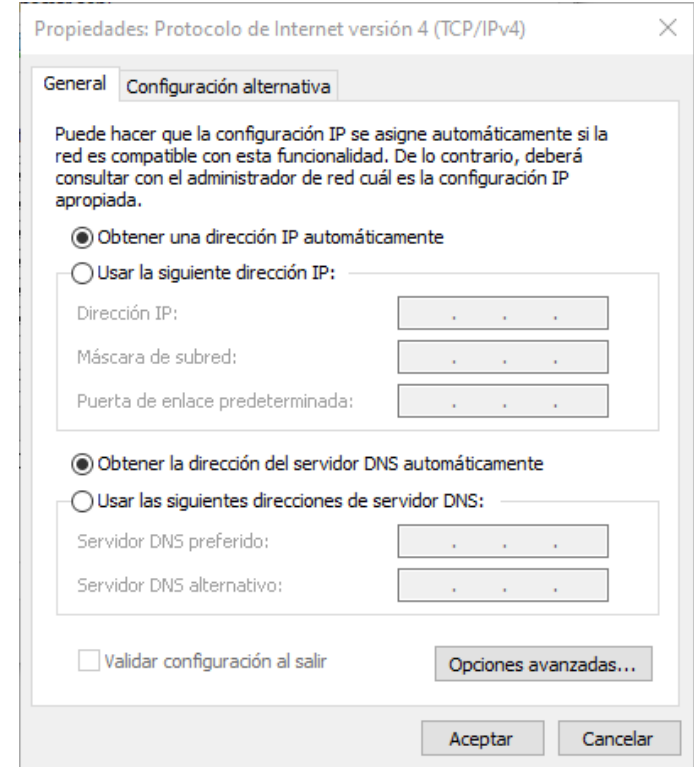 Propiedades: Protocolo de Internet versión 4 (TCP/IPv4)
General
Configuración alternativa
Puede hacer que la configuración IP se asigne automáticamente si la
red es compatible con esta funcionalidad. De lo contrario, deberá
consultar con el administrador de red cuál es la configuración IP
apropiada.
Obtener una dirección IP automáticamente
Usar la siguiente dirección IP:
Dirección IP:
Máscara de subred:
Puerta de enlace predeterminada:
Obtener la dirección del servidor DNS automáticamente
Usar las siguientes direcciones de servidor DNS:
Servidor DNS preferido:
Servidor DNS alternativo:
Validar configuración al salir
Opciones avanzadas...
Aceptar
Cancelar